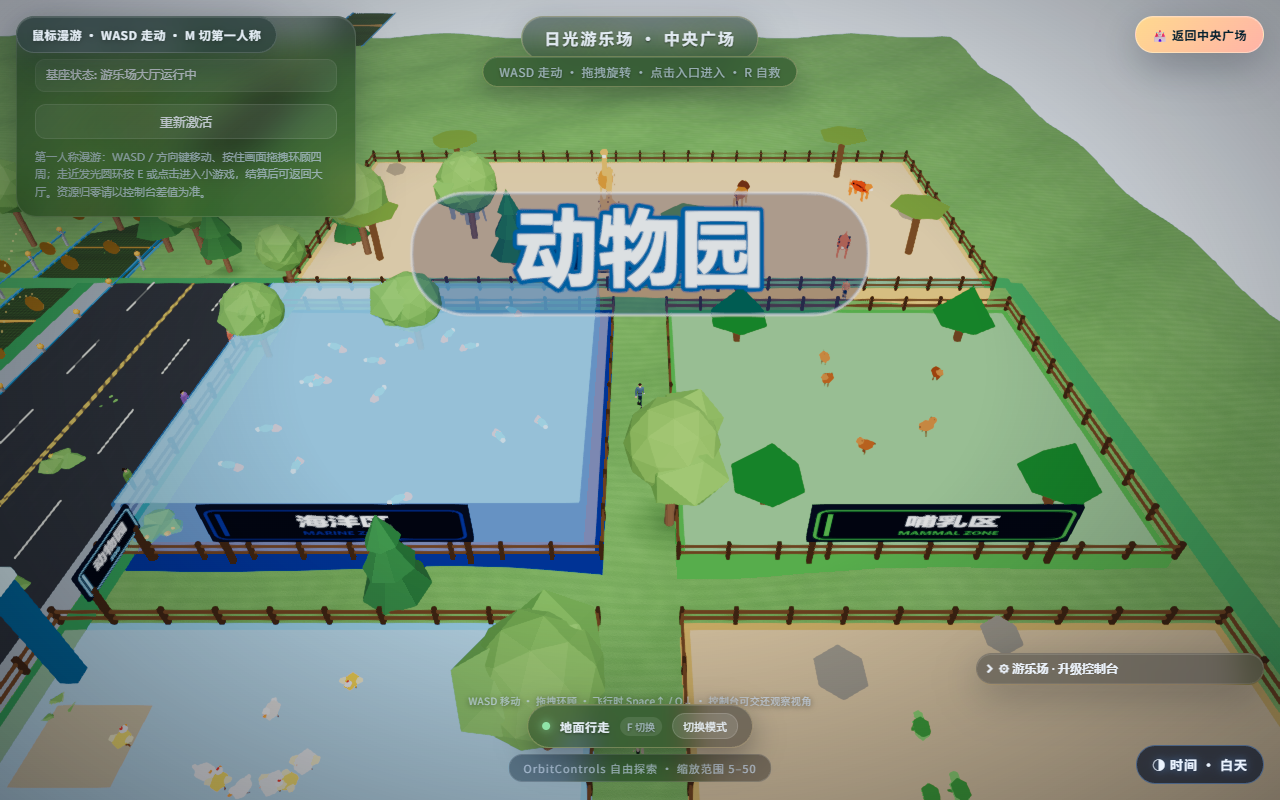 鼠标漫游 • WASD 走动 • M 切第一人称
基座状态: 游乐场大厅运行中
重新激活
第一人称漫游：WASD / 方向键移动、按住画面拖拽环顾四
周；走近发光圆环按 E 或点击进入小游戏，结算后可返回大
厅。资源归零请以控制台差值为准。
日光游乐场 • 中央广场
WASD 走动 • 拖拽旋转 • 点击入口进入 • R 自救
返回中央广场
动物园
海洋区
MARINE
哺乳区
MAMMAL ZONE
动物园
游乐场 · 升级控制台
WASD 移动 • 拖拽环顾 • 飞行时 Space↑ / Q • 控制台可交还观察视角
地面行走
F 切换
切换模式
OrbitControls 自由探索 • 缩放范围 5–50
时间 • 白天